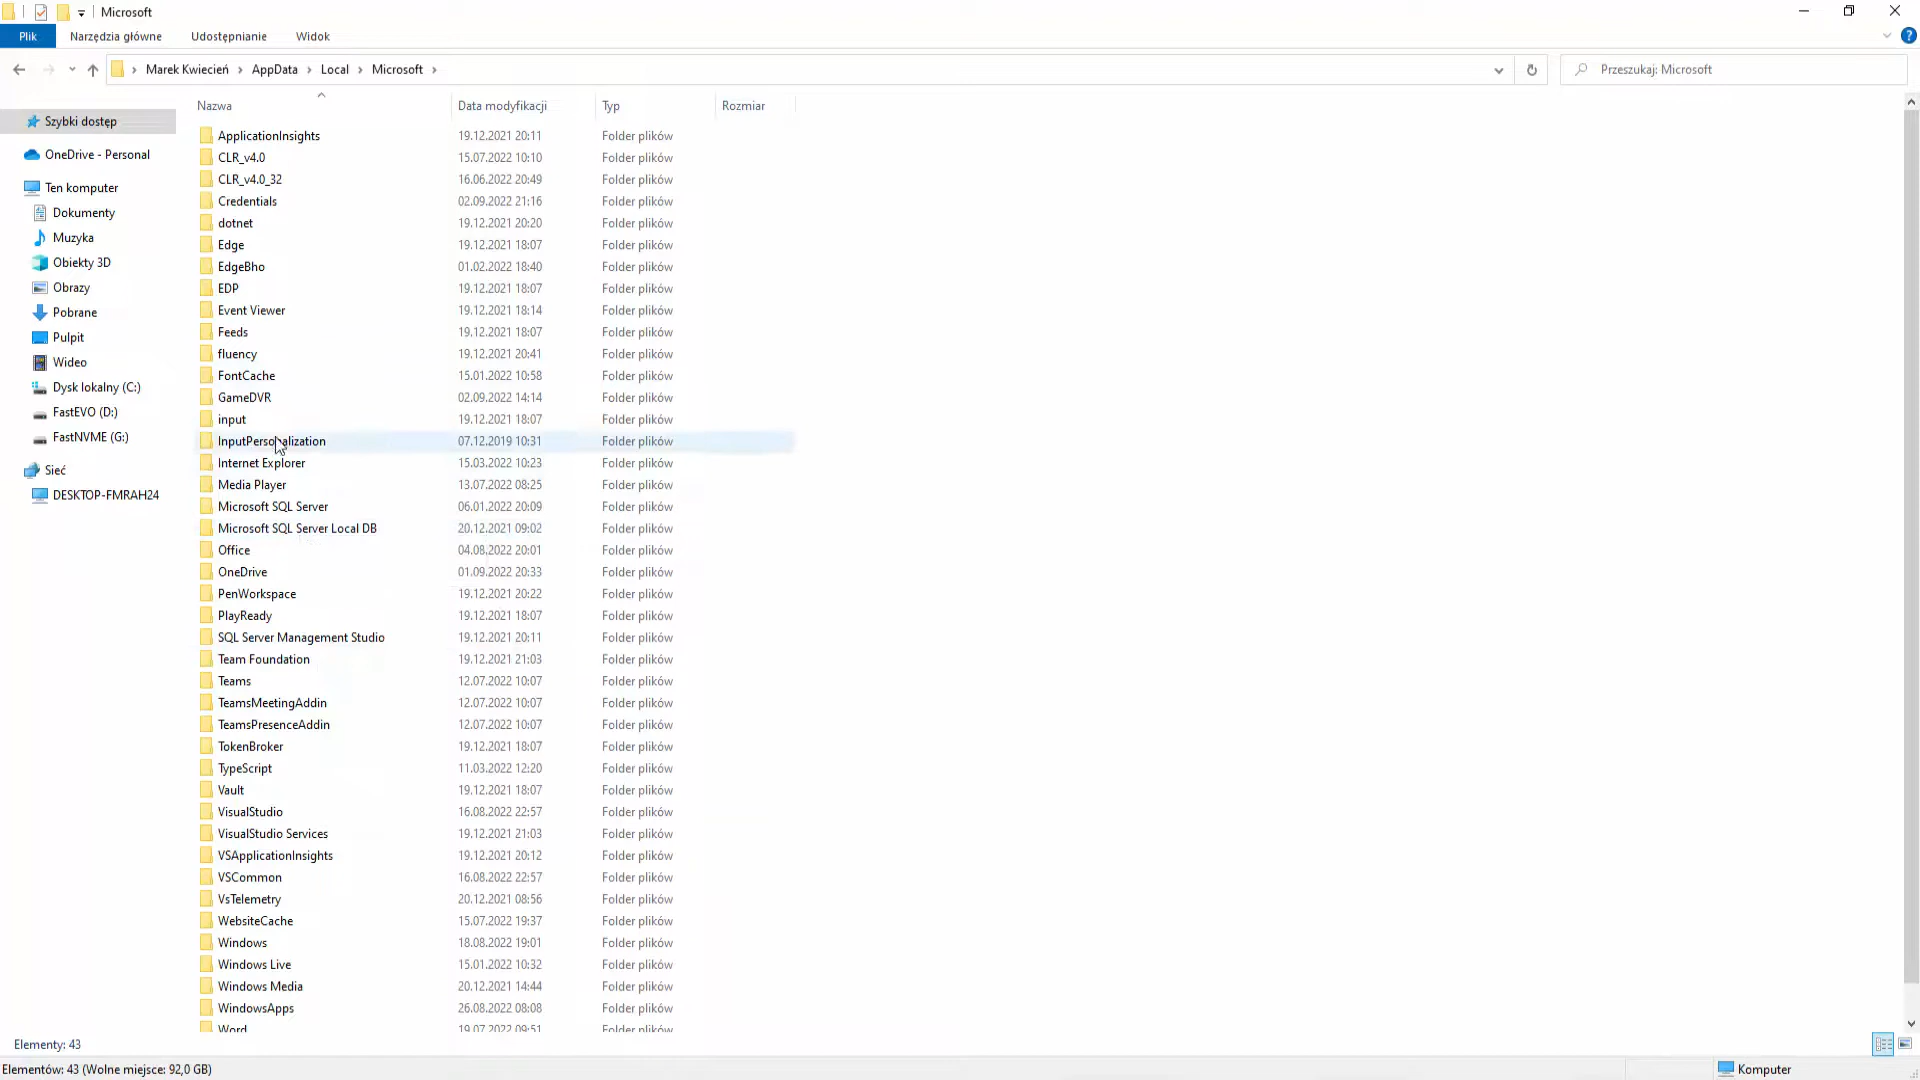 Microsoft
Plik Narzędzia główne Udostępnianie Widok
Marek Kwiecień AppData Local Microsoft Przeszukaj: Microsoft
Szybki dostęp
OneDrive - Personal
Ten komputer
Dokumenty
Muzyka
Obiekty 3D
Obrazy
Pobrane
Pulpit
Wideo
Dysk lokalny (C:)
FastEVO (D:)
FastNVME (G:)
Sieć
DESKTOP-FMRAH24
Nazwa Data modyfikacji Typ Rozmiar
ApplicationInsights 19.12.2021 20:11 Folder plików
CLR_v4.0 15.07.2022 10:10 Folder plików
CLR_v4.0_32 16.06.2022 20:49 Folder plików
Credentials 02.09.2022 21:16 Folder plików
dotnet 19.12.2021 20:20 Folder plików
Edge 19.12.2021 18:07 Folder plików
EdgeBho 01.02.2022 18:40 Folder plików
EDP 19.12.2021 18:07 Folder plików
Event Viewer 19.12.2021 18:14 Folder plików
Feeds 19.12.2021 18:07 Folder plików
fluency 19.12.2021 20:41 Folder plików
FontCache 15.01.2022 10:58 Folder plików
GameDVR 02.09.2022 14:14 Folder plików
input 19.12.2021 18:07 Folder plików
InputPersonalization 07.12.2019 10:31 Folder plików
Internet Explorer 15.03.2022 10:23 Folder plików
Media Player 13.07.2022 08:25 Folder plików
Microsoft SQL Server 06.01.2022 20:09 Folder plików
Microsoft SQL Server Local DB 20.12.2021 09:02 Folder plików
Office 04.08.2022 20:01 Folder plików
OneDrive 01.09.2022 20:33 Folder plików
PenWorkspace 19.12.2021 20:22 Folder plików
PlayReady 19.12.2021 18:07 Folder plików
SQL Server Management Studio 19.12.2021 20:11 Folder plików
Team Foundation 19.12.2021 21:03 Folder plików
Teams 12.07.2022 10:07 Folder plików
TeamsMeetingAddin 12.07.2022 10:07 Folder plików
TeamsPresenceAddin 12.07.2022 10:07 Folder plików
TokenBroker 19.12.2021 18:07 Folder plików
TypeScript 11.03.2022 12:20 Folder plików
Vault 19.12.2021 18:07 Folder plików
VisualStudio 16.08.2022 22:57 Folder plików
VisualStudio Services 19.12.2021 21:03 Folder plików
VSApplicationInsights 19.12.2021 20:12 Folder plików
VSCommon 16.08.2022 22:57 Folder plików
VsTelemetry 20.12.2021 08:56 Folder plików
WebsiteCache 15.07.2022 19:37 Folder plików
Windows 18.08.2022 19:01 Folder plików
Windows Live 15.01.2022 10:32 Folder plików
Windows Media 20.12.2021 14:44 Folder plików
WindowsApps 26.08.2022 08:08 Folder plików
Word 19.07.2022 09:51 Folder plików
Elementy: 43
Elementów: 43 (Wolne miejsce: 92,0 GB) Komputer